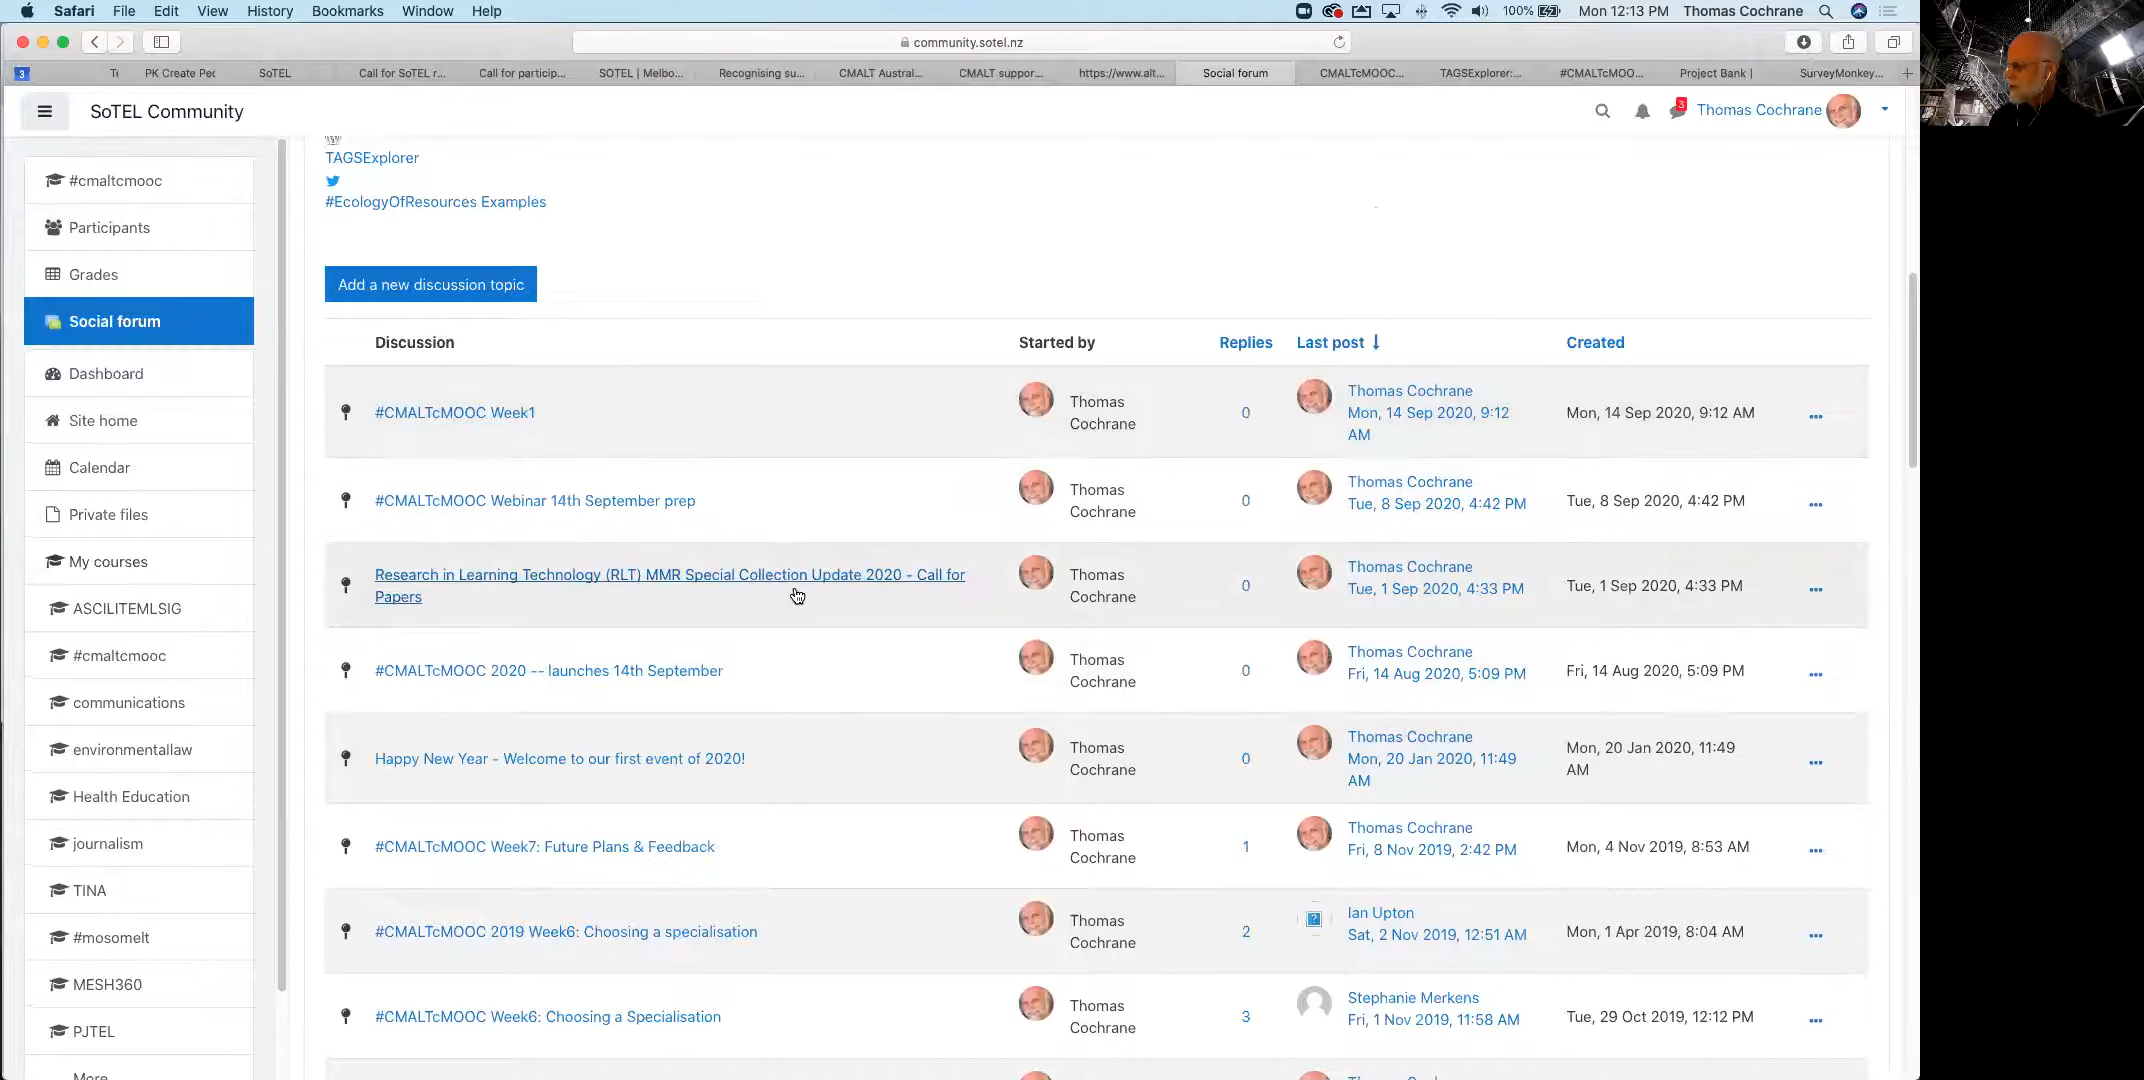 Safari File Edit View History Bookmarks Window Help 100% Mon 12:13 PM Thomas Cochrane
community.sotel.nz
3 PK Create Pec SoTEL Call for SoTEL r... Call for particip... SOTEL | Melbo... Recognising su... CMALT Austral... CMALT suppor... https://www.alt... Social forum CMALTcMOOC... TAGSExplorer:... #CMALTcMOO... Project Bank | SurveyMonkey...
SoTEL Community 3 Thomas Cochrane
#cmaltcmooc
Participants
Grades
Social forum
Dashboard
Site home
Calendar
Private files
My courses
ASCILITEMLSIG
#cmaltcmooc
communications
environmentallaw
Health Education
journalism
TINA
#mosomelt
MESH360
PJTEL
More
TAGSExplorer
#EcologyOfResources Examples
Add a new discussion topic
Discussion Started by Replies Last post Created
#CMALTcMOOC Week1 Thomas Cochrane 0 Thomas Cochrane Mon, 14 Sep 2020, 9:12 AM Mon, 14 Sep 2020, 9:12 AM ...
#CMALTcMOOC Webinar 14th September prep Thomas Cochrane 0 Thomas Cochrane Tue, 8 Sep 2020, 4:42 PM Tue, 8 Sep 2020, 4:42 PM ...
Research in Learning Technology (RLT) MMR Special Collection Update 2020 - Call for Papers Thomas Cochrane 0 Thomas Cochrane Tue, 1 Sep 2020, 4:33 PM Tue, 1 Sep 2020, 4:33 PM ...
#CMALTcMOOC 2020 -- launches 14th September Thomas Cochrane 0 Thomas Cochrane Fri, 14 Aug 2020, 5:09 PM Fri, 14 Aug 2020, 5:09 PM ...
Happy New Year - Welcome to our first event of 2020! Thomas Cochrane 0 Thomas Cochrane Mon, 20 Jan 2020, 11:49 AM Mon, 20 Jan 2020, 11:49 AM ...
#CMALTcMOOC Week7: Future Plans & Feedback Thomas Cochrane 1 Thomas Cochrane Fri, 8 Nov 2019, 2:42 PM Mon, 4 Nov 2019, 8:53 AM ...
#CMALTcMOOC 2019 Week6: Choosing a specialisation Thomas Cochrane 2 Ian Upton Sat, 2 Nov 2019, 12:51 AM Mon, 1 Apr 2019, 8:04 AM ...
#CMALTcMOOC Week6: Choosing a Specialisation Thomas Cochrane 3 Stephanie Merkens Fri, 1 Nov 2019, 11:58 AM Tue, 29 Oct 2019, 12:12 PM ...